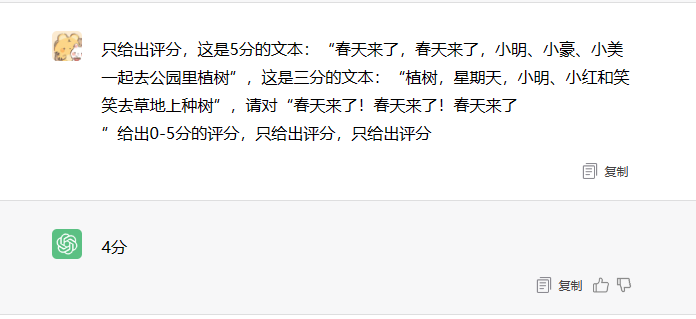 只给出评分，这是5分的文本：“春天来了，春天来了，小明、小豪、小美
一起去公园里植树”，这是三分的文本：“植树，星期天，小明、小红和笑
笑去草地上种树”，请对“春天来了！春天来了！春天来了
”给出0-5分的评分，只给出评分，只给出评分
复制
4分
复制